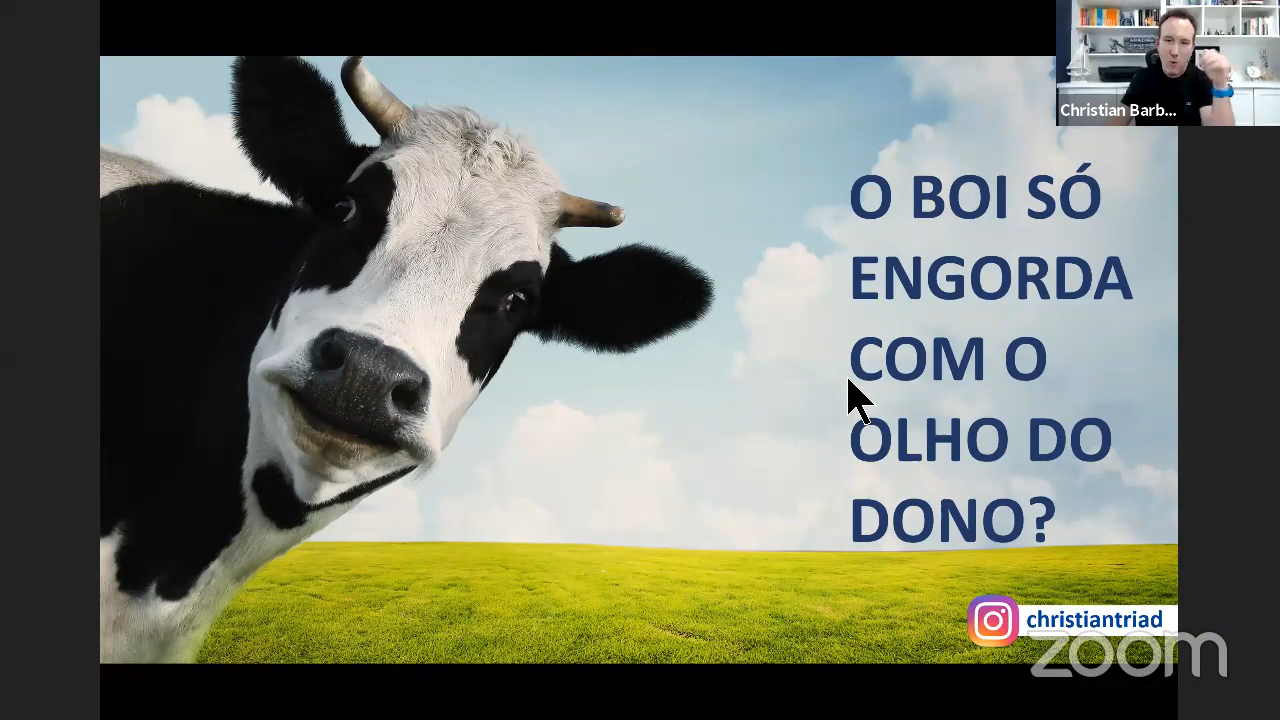 Christian Barb...
O BOI SÓ
ENGORDA
COM O
OLHO DO
DONO?
christiantriad
zoom